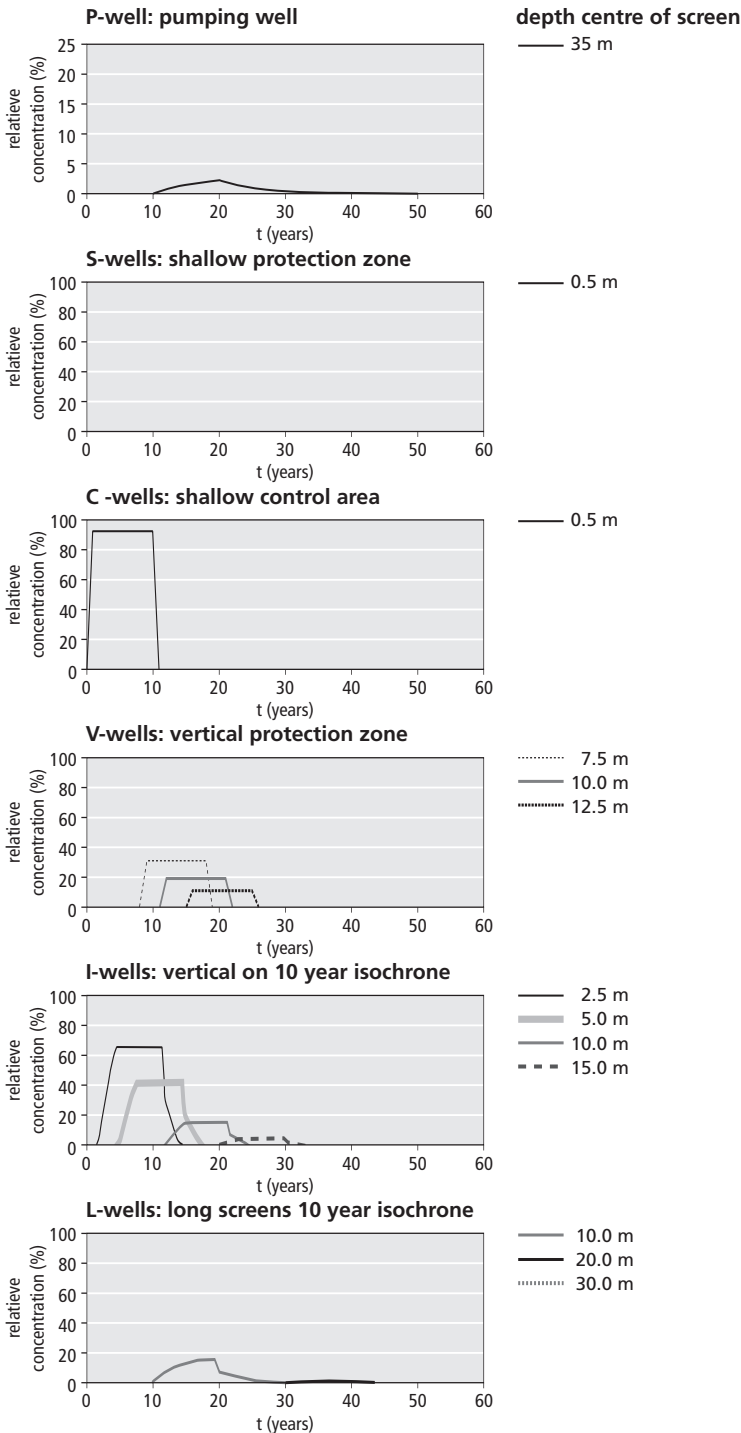 P-well: pumping well
depth centre of screen
35 m
relatieve
concentration (%)
25
20
15
10
5
0
0 10 20 30 40 50 60
t (years)
S-wells: shallow protection zone
0.5 m
relatieve
concentration (%)
100
80
60
40
20
0
0 10 20 30 40 50 60
t (years)
C -wells: shallow control area
0.5 m
relatieve
concentration (%)
100
80
60
40
20
0
0 10 20 30 40 50 60
t (years)
V-wells: vertical protection zone
7.5 m
10.0 m
12.5 m
relatieve
concentration (%)
100
80
60
40
20
0
0 10 20 30 40 50 60
t (years)
I-wells: vertical on 10 year isochrone
2.5 m
5.0 m
10.0 m
15.0 m
relatieve
concentration (%)
100
80
60
40
20
0
0 10 20 30 40 50 60
t (years)
L-wells: long screens 10 year isochrone
10.0 m
20.0 m
30.0 m
relatieve
concentration (%)
100
80
60
40
20
0
0 10 20 30 40 50 60
t (years)